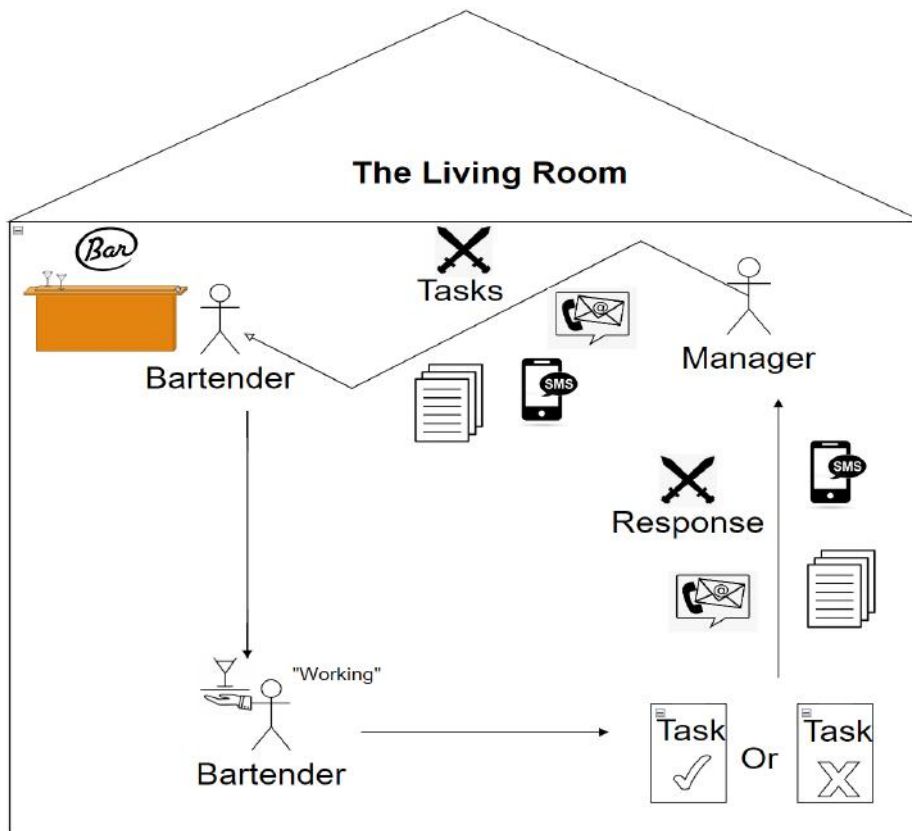 The Living Room
Bar
Tasks
@
Bartender
Manager
SMS
SMS
Response
@
"Working"
Bartender
Task Or Task